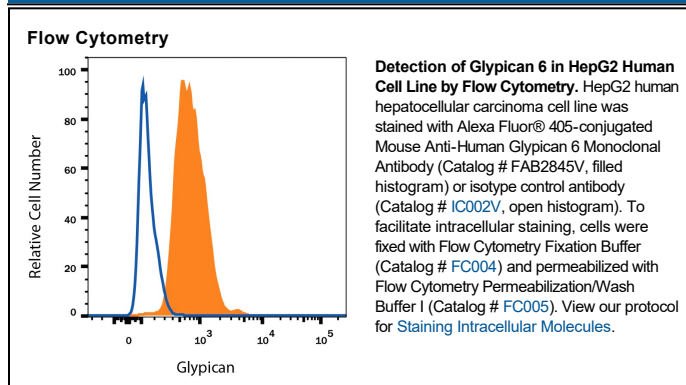 Flow Cytometry
100
80
60
40
20
0
Relative Cell Number
0
10³
10⁴
10⁵
Glypican
Detection of Glypican 6 in HepG2 Human
Cell Line by Flow Cytometry. HepG2 human
hepatocellular carcinoma cell line was
stained with Alexa Fluor® 405-conjugated
Mouse Anti-Human Glypican 6 Monoclonal
Antibody (Catalog # FAB2845V, filled
histogram) or isotype control antibody
(Catalog # IC002V, open histogram). To
facilitate intracellular staining, cells were
fixed with Flow Cytometry Fixation Buffer
(Catalog # FC004) and permeabilized with
Flow Cytometry Permeabilization/Wash
Buffer I (Catalog # FC005). View our protocol
for Staining Intracellular Molecules.